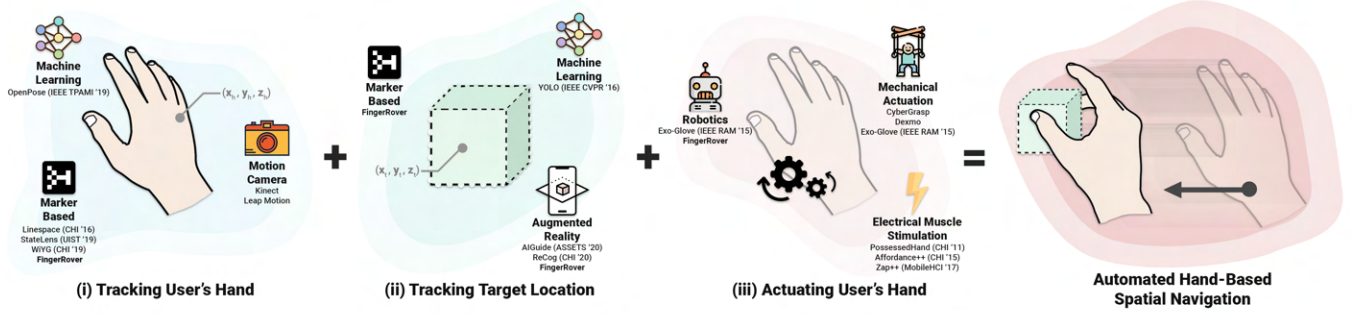 Machine
Learning
OpenPose (IEEE TPAMI '19)
(xₕ, yₕ, zₕ)
Motion
Camera
Kinect
Leap Motion
Marker
Based
Linespace (CHI '16)
StateLens (UIST '19)
WiYG (CHI '19)
FingerRover
(i) Tracking User's Hand
+
Marker
Based
FingerRover
Machine
Learning
YOLO (IEEE CVPR '16)
(xₜ, yₜ, zₜ)
Augmented
Reality
AIGuide (ASSETS '20)
ReCog (CHI '20)
FingerRover
(ii) Tracking Target Location
+
Robotics
Exo-Glove (IEEE RAM '15)
FingerRover
Mechanical
Actuation
CyberGrasp
Dexmo
Exo-Glove (IEEE RAM '15)
Electrical Muscle
Stimulation
PossessedHand (CHI '11)
Affordance++ (CHI '15)
Zap++ (MobileHCI '17)
(iii) Actuating User's Hand
=
Automated Hand-Based
Spatial Navigation